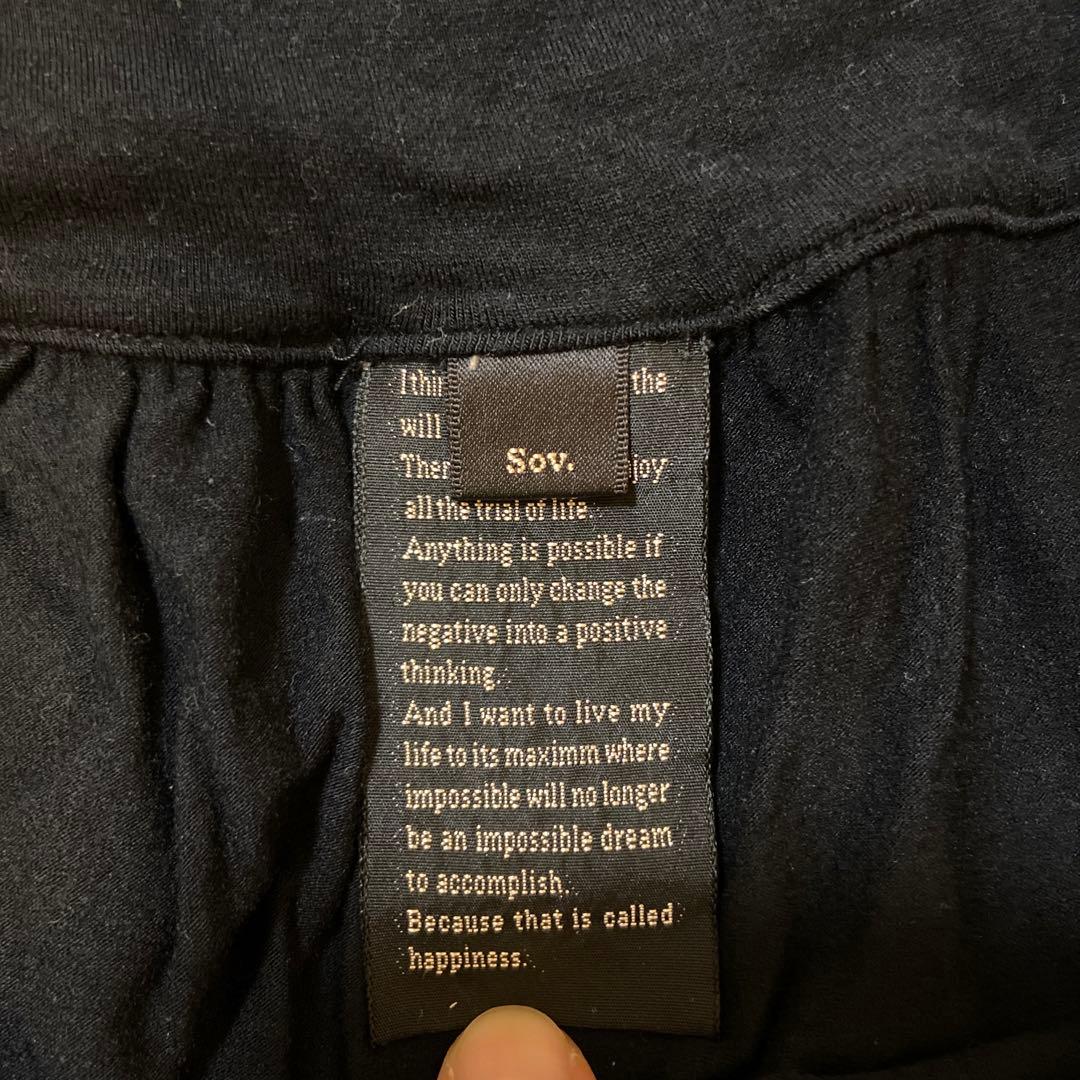 the
will
Sov.
joy
all the trial of life.
Anything is possible if
you can only change the
negative into a positive
thinking.
And I want to live my
life to its maximm where
impossible will no longer
be an impossible dream
to accomplish.
Because that is called
happiness.